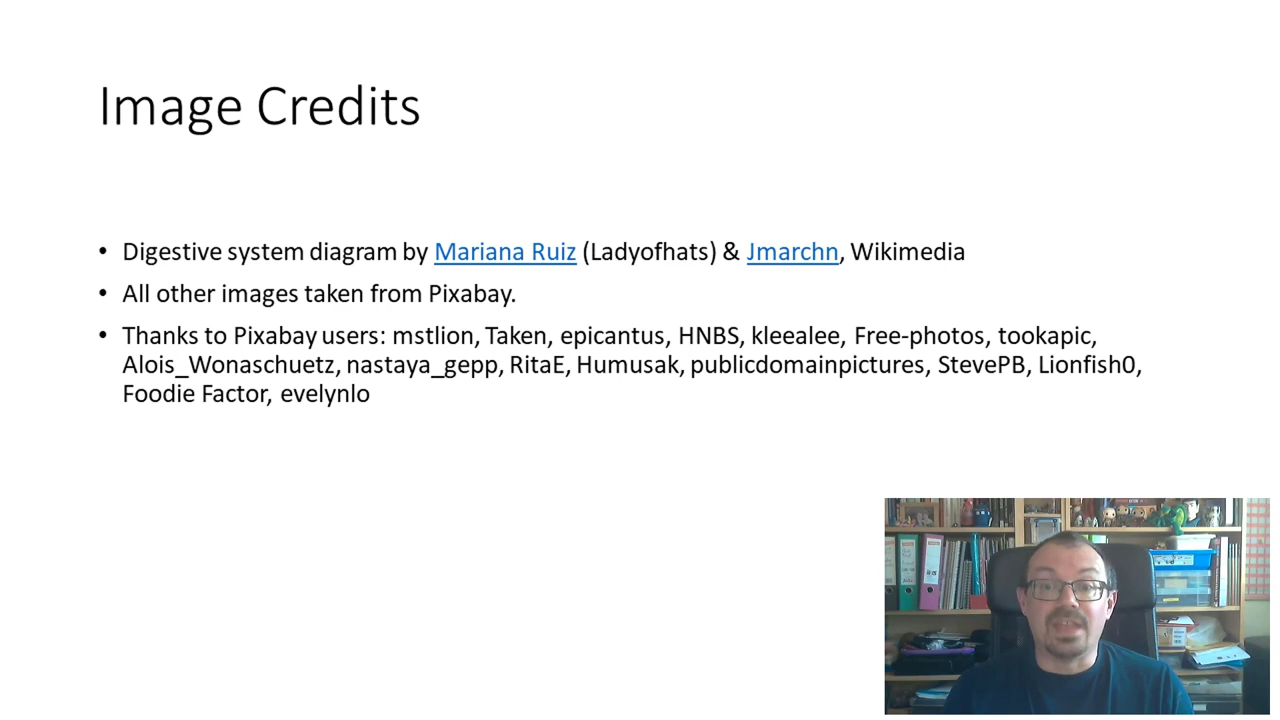 Image Credits
• Digestive system diagram by Mariana Ruiz (Ladyofhats) & Jmarchn, Wikimedia
• All other images taken from Pixabay.
• Thanks to Pixabay users: mstlion, Taken, epicantus, HNBS, kleealee, Free-photos, tookapic,
Alois_Wonaschuetz, nastaya_gepp, RitaE, Humusak, publicdomainpictures, StevePB, Lionfish0,
Foodie Factor, evelynlo